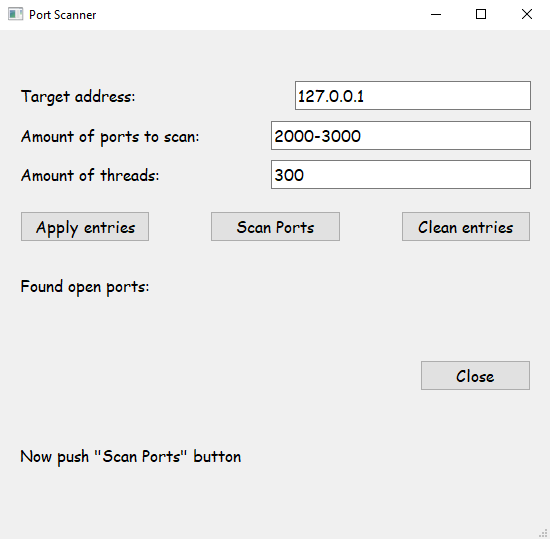 Port Scanner
Target address: 127.0.0.1
Amount of ports to scan: 2000-3000
Amount of threads: 300
Apply entries Scan Ports Clean entries
Found open ports:
Close
Now push "Scan Ports" button